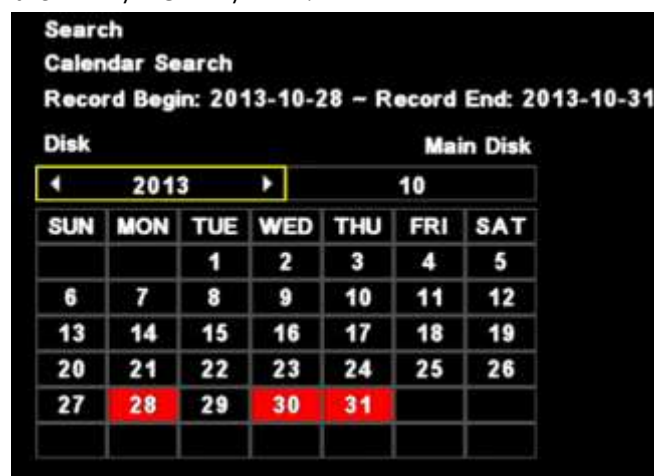 Search
Calendar Search
Record Begin: 2013-10-28 ~ Record End: 2013-10-31
Disk Main Disk
2013 10
SUN MON TUE WED THU FRI SAT
1 2 3 4 5
6 7 8 9 10 11 12
13 14 15 16 17 18 19
20 21 22 23 24 25 26
27 28 29 30 31